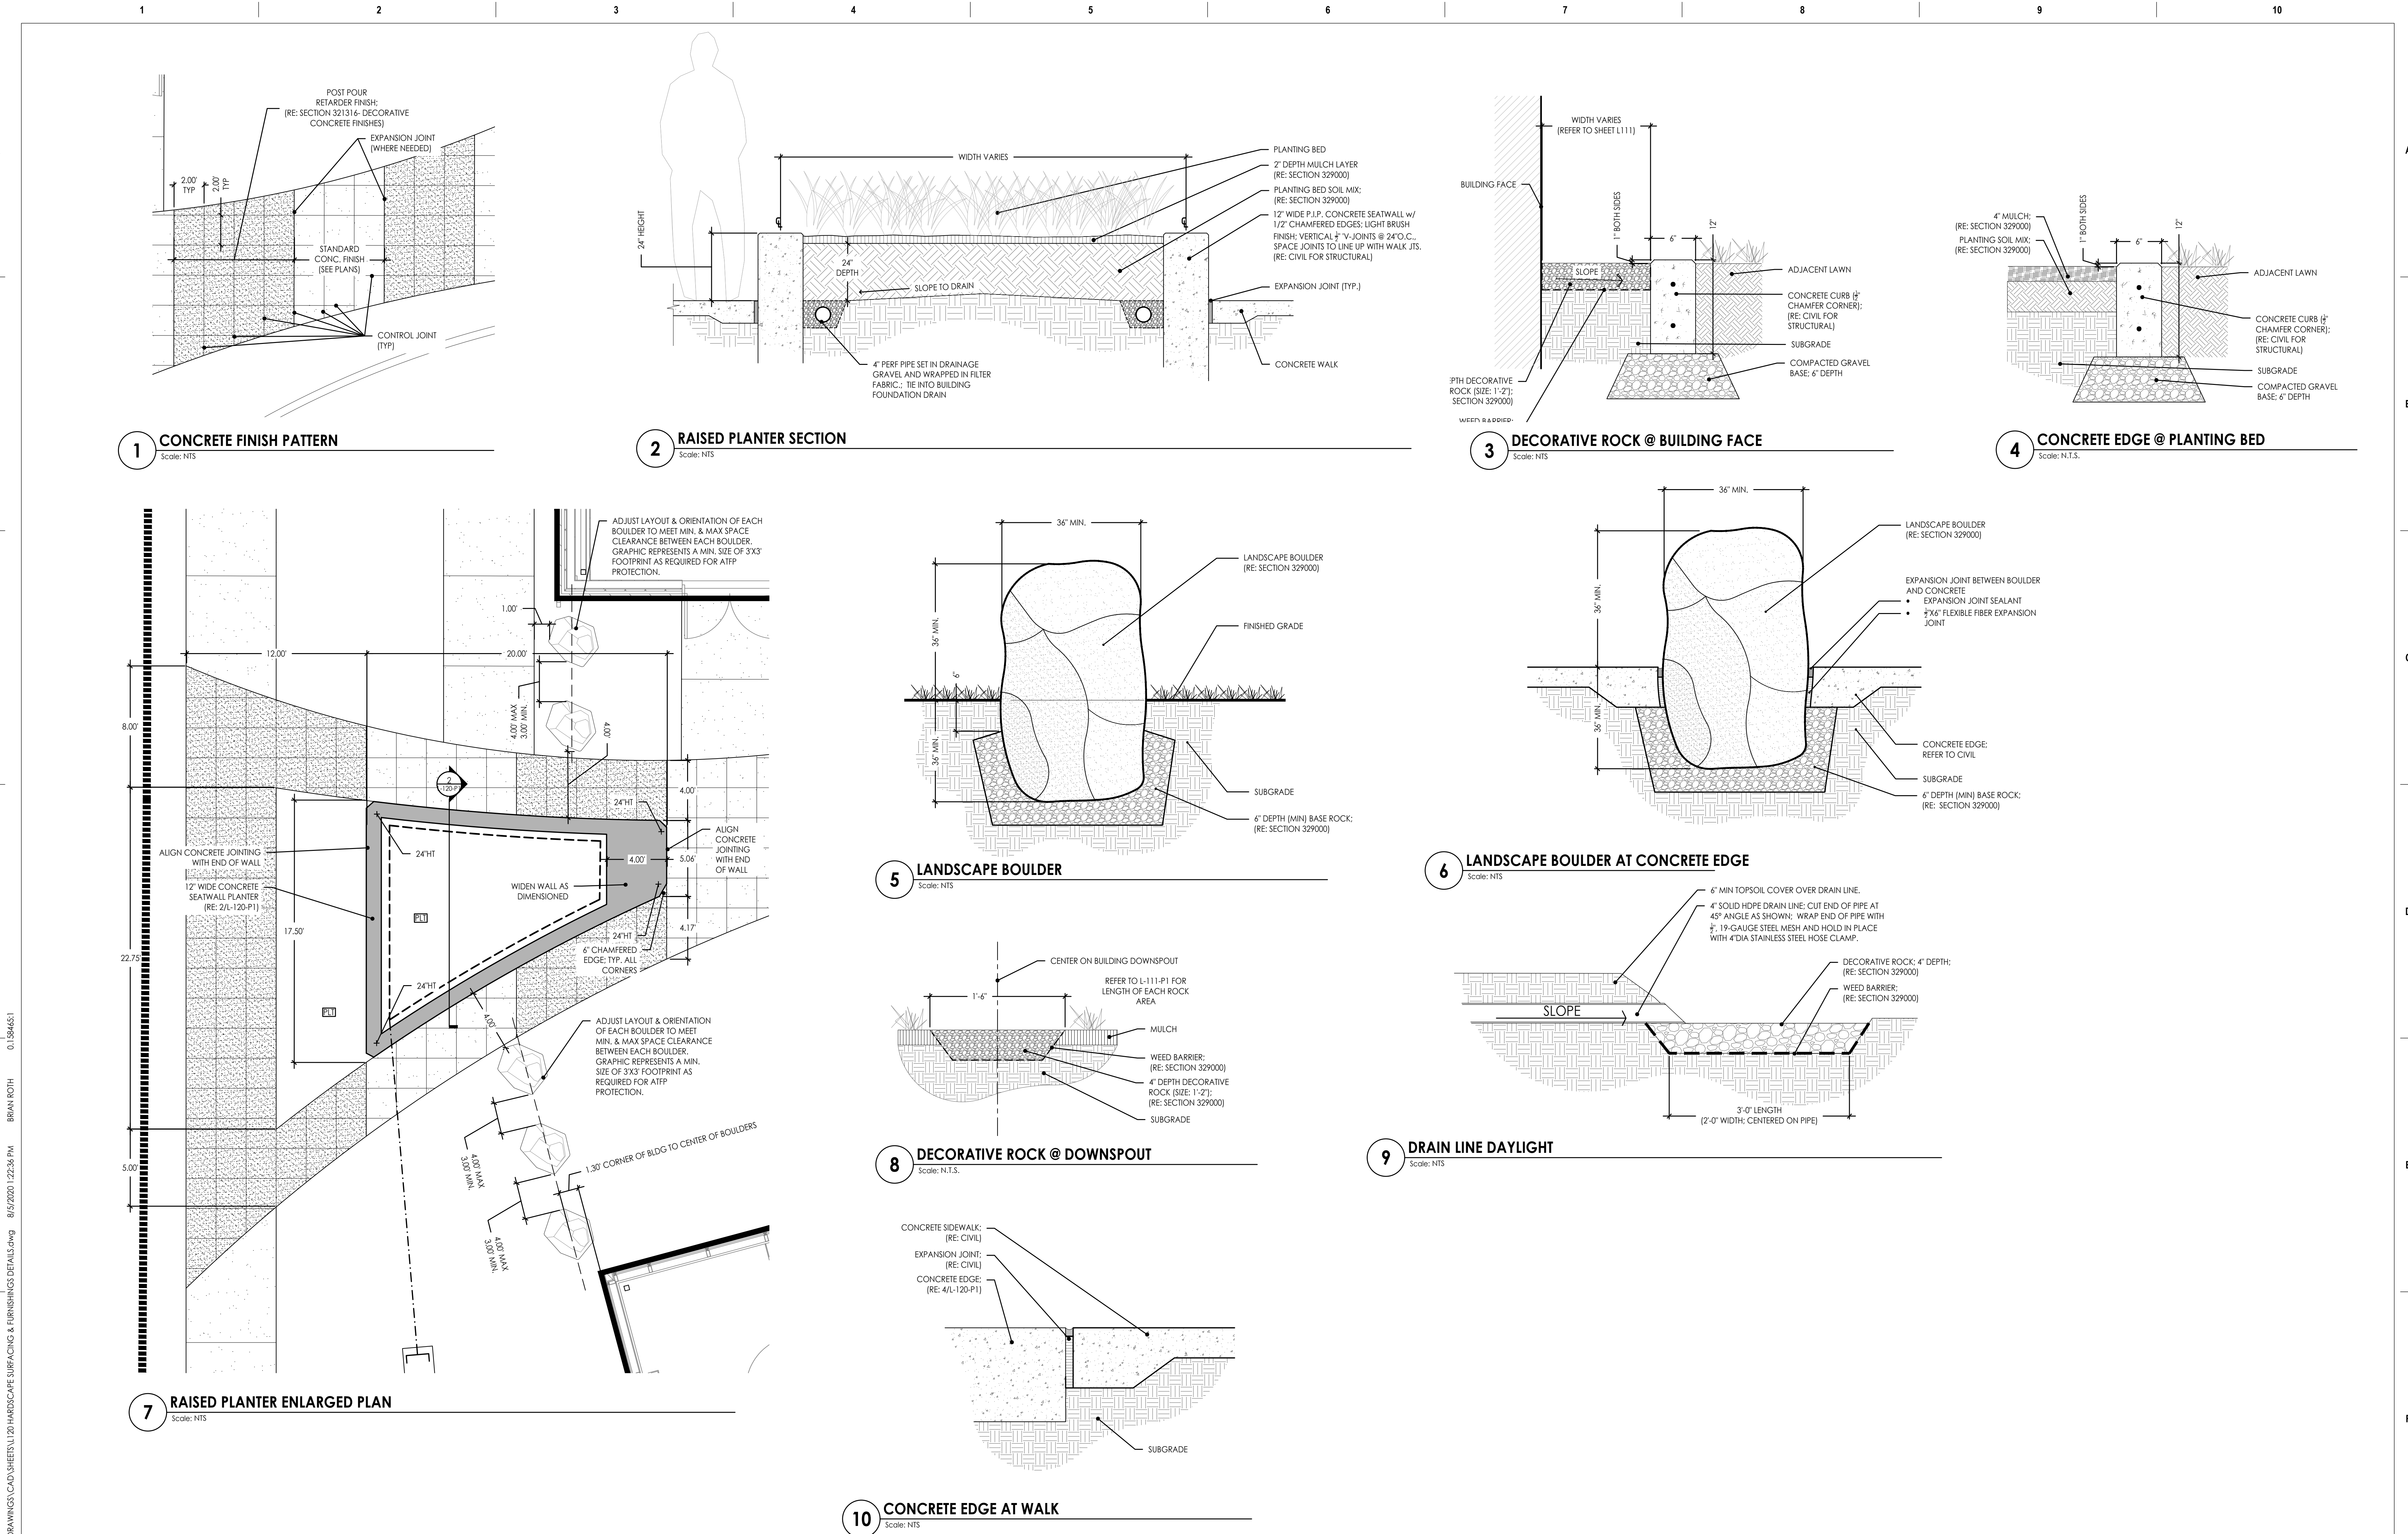 1 2 3 4 5 6 7 8 9 10
POST POUR
RETARDER FINISH;
(RE: SECTION 321316- DECORATIVE
CONCRETE FINISHES)
EXPANSION JOINT
(WHERE NEEDED)
2.00'
TYP
2.00'
TYP
STANDARD
CONC. FINISH
(SEE PLANS)
CONTROL JOINT
(TYP)
1 CONCRETE FINISH PATTERN
Scale: NTS
WIDTH VARIES
24" HEIGHT
24"
DEPTH
SLOPE TO DRAIN
PLANTING BED
2" DEPTH MULCH LAYER
(RE: SECTION 329000)
PLANTING BED SOIL MIX;
(RE: SECTION 329000)
12" WIDE P.I.P. CONCRETE SEATWALL w/
1/2" CHAMFERED EDGES; LIGHT BRUSH
FINISH; VERTICAL "V-JOINTS @ 24"O.C.,
SPACE JOINTS TO LINE UP WITH WALK JTS.
(RE: CIVIL FOR STRUCTURAL)
EXPANSION JOINT (TYP.)
CONCRETE WALK
4" PERF PIPE SET IN DRAINAGE
GRAVEL AND WRAPPED IN FILTER
FABRIC.; TIE INTO BUILDING
FOUNDATION DRAIN
2 RAISED PLANTER SECTION
Scale: NTS
WIDTH VARIES
(REFER TO SHEET L111)
BUILDING FACE
1" BOTH SIDES
6"
12"
SLOPE
ADJACENT LAWN
CONCRETE CURB (
CHAMFER CORNER);
(RE: CIVIL FOR
STRUCTURAL)
SUBGRADE
COMPACTED GRAVEL
BASE; 6" DEPTH
PTH DECORATIVE
ROCK (SIZE: 1'-2");
SECTION 329000)
WEED BARRIER;
3 DECORATIVE ROCK @ BUILDING FACE
Scale: NTS
4" MULCH;
(RE: SECTION 329000)
PLANTING SOIL MIX;
(RE: SECTION 329000)
1" BOTH SIDES
6"
12"
ADJACENT LAWN
CONCRETE CURB (
CHAMFER CORNER);
(RE: CIVIL FOR
STRUCTURAL)
SUBGRADE
COMPACTED GRAVEL
BASE; 6" DEPTH
4 CONCRETE EDGE @ PLANTING BED
Scale: N.T.S.
ADJUST LAYOUT & ORIENTATION OF EACH
BOULDER TO MEET MIN. & MAX SPACE
CLEARANCE BETWEEN EACH BOULDER.
GRAPHIC REPRESENTS A MIN. SIZE OF 3'X3'
FOOTPRINT AS REQUIRED FOR ATFP
PROTECTION.
1.00'
12.00'
20.00'
8.00'
4.00' MAX
3.00' MIN.
4.00'
2
-120-P1
4.00'
24"HT
ALIGN
CONCRETE
JOINTING
WITH END
OF WALL
ALIGN CONCRETE JOINTING
WITH END OF WALL
24"HT
4.00'
5.06'
12" WIDE CONCRETE
SEATWALL PLANTER
(RE: 2/L-120-P1)
WIDEN WALL AS
DIMENSIONED
PLT
17.50'
4.17'
24"HT
6" CHAMFERED
EDGE; TYP. ALL
CORNERS
22.75'
24"HT
PLT
4.00'
ADJUST LAYOUT & ORIENTATION
OF EACH BOULDER TO MEET
MIN. & MAX SPACE CLEARANCE
BETWEEN EACH BOULDER.
GRAPHIC REPRESENTS A MIN.
SIZE OF 3'X3' FOOTPRINT AS
REQUIRED FOR ATFP
PROTECTION.
5.00'
4.00' MAX
3.00' MIN.
1.30' CORNER OF BLDG TO CENTER OF BOULDERS
4.00' MAX
3.00' MIN.
7 RAISED PLANTER ENLARGED PLAN
Scale: NTS
36" MIN.
36" MIN.
6"
36" MIN.
LANDSCAPE BOULDER
(RE: SECTION 329000)
FINISHED GRADE
SUBGRADE
6" DEPTH (MIN) BASE ROCK;
(RE: SECTION 329000)
5 LANDSCAPE BOULDER
Scale: NTS
36" MIN.
36" MIN.
36" MIN.
LANDSCAPE BOULDER
(RE: SECTION 329000)
EXPANSION JOINT BETWEEN BOULDER
AND CONCRETE
• EXPANSION JOINT SEALANT
• X6" FLEXIBLE FIBER EXPANSION
JOINT
CONCRETE EDGE;
REFER TO CIVIL
SUBGRADE
6" DEPTH (MIN) BASE ROCK;
(RE: SECTION 329000)
6 LANDSCAPE BOULDER AT CONCRETE EDGE
Scale: NTS
CENTER ON BUILDING DOWNSPOUT
REFER TO L-111-P1 FOR
LENGTH OF EACH ROCK
AREA
1'-6"
MULCH
WEED BARRIER;
(RE: SECTION 329000)
4" DEPTH DECORATIVE
ROCK (SIZE: 1'-2");
(RE: SECTION 329000)
SUBGRADE
8 DECORATIVE ROCK @ DOWNSPOUT
Scale: N.T.S.
6" MIN TOPSOIL COVER OVER DRAIN LINE.
4" SOLID HDPE DRAIN LINE; CUT END OF PIPE AT
45° ANGLE AS SHOWN; WRAP END OF PIPE WITH
", 19-GAUGE STEEL MESH AND HOLD IN PLACE
WITH 4"DIA STAINLESS STEEL HOSE CLAMP.
DECORATIVE ROCK; 4" DEPTH;
(RE: SECTION 329000)
WEED BARRIER;
(RE: SECTION 329000)
SLOPE
3'-0" LENGTH
(2'-0" WIDTH; CENTERED ON PIPE)
9 DRAIN LINE DAYLIGHT
Scale: NTS
CONCRETE SIDEWALK;
(RE: CIVIL)
EXPANSION JOINT;
(RE: CIVIL)
CONCRETE EDGE;
(RE: 4/L-120-P1)
SUBGRADE
10 CONCRETE EDGE AT WALK
Scale: NTS
DRAWINGS\CAD\SHEETS\L120 HARDSCAPE SURFACING & FURNISHINGS DETAILS.dwg 8/5/2020 1:22:36 PM BRIAN ROTH 0.158465:1